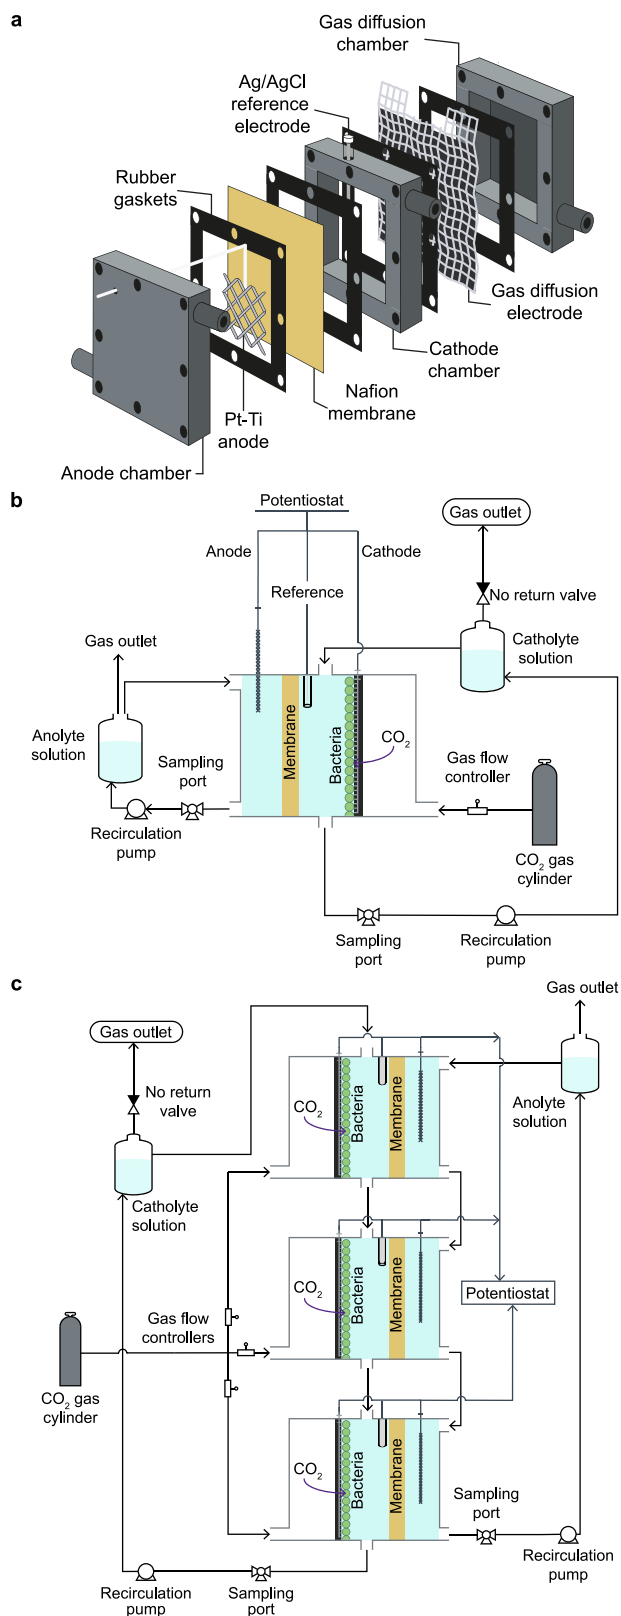 a
Gas diffusion
chamber
Ag/AgCl
reference
electrode
Rubber
gaskets
Gas diffusion
electrode
Cathode
chamber
Nafion
membrane
Pt-Ti
anode
Anode chamber
b
Potentiostat
Gas outlet
Anode
Cathode
Reference
No return valve
Gas outlet
Catholyte
solution
Anolyte
solution
Membrane
Bacteria
CO2
Gas flow
controller
Sampling
port
Recirculation
pump
CO2 gas
cylinder
Sampling
port
Recirculation
pump
c
Gas outlet
Gas outlet
No return
valve
CO2
Bacteria
Membrane
Anolyte
solution
Catholyte
solution
CO2
Bacteria
Membrane
Potentiostat
Gas flow
controllers
CO2 gas
cylinder
CO2
Bacteria
Membrane
Sampling
port
Recirculation
pump
Recirculation
pump
Sampling
port